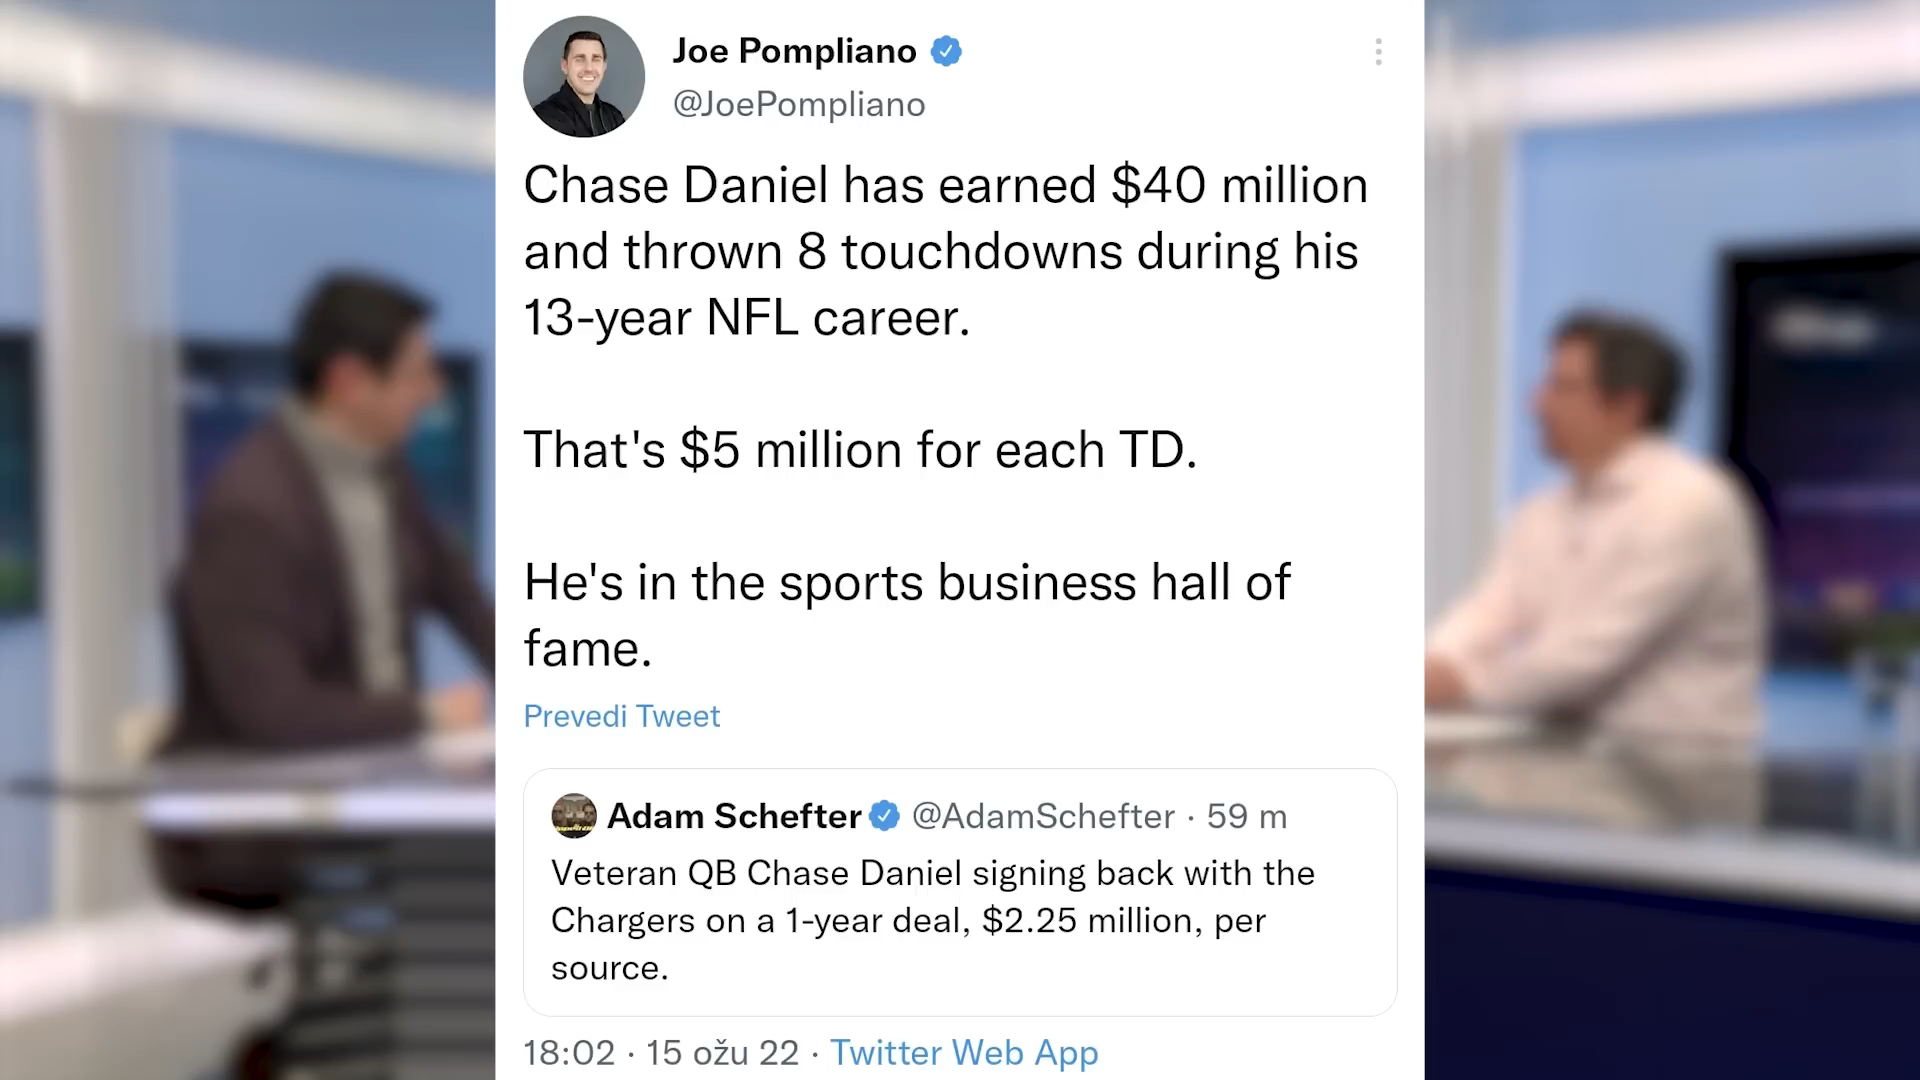 Joe Pompliano
@JoePompliano
Chase Daniel has earned $40 million
and thrown 8 touchdowns during his
13-year NFL career.
That's $5 million for each TD.
He's in the sports business hall of
fame.
Prevedi Tweet
Adam Schefter @AdamSchefter · 59 m
Veteran QB Chase Daniel signing back with the
Chargers on a 1-year deal, $2.25 million, per
source.
18:02 · 15 ožu 22 · Twitter Web App